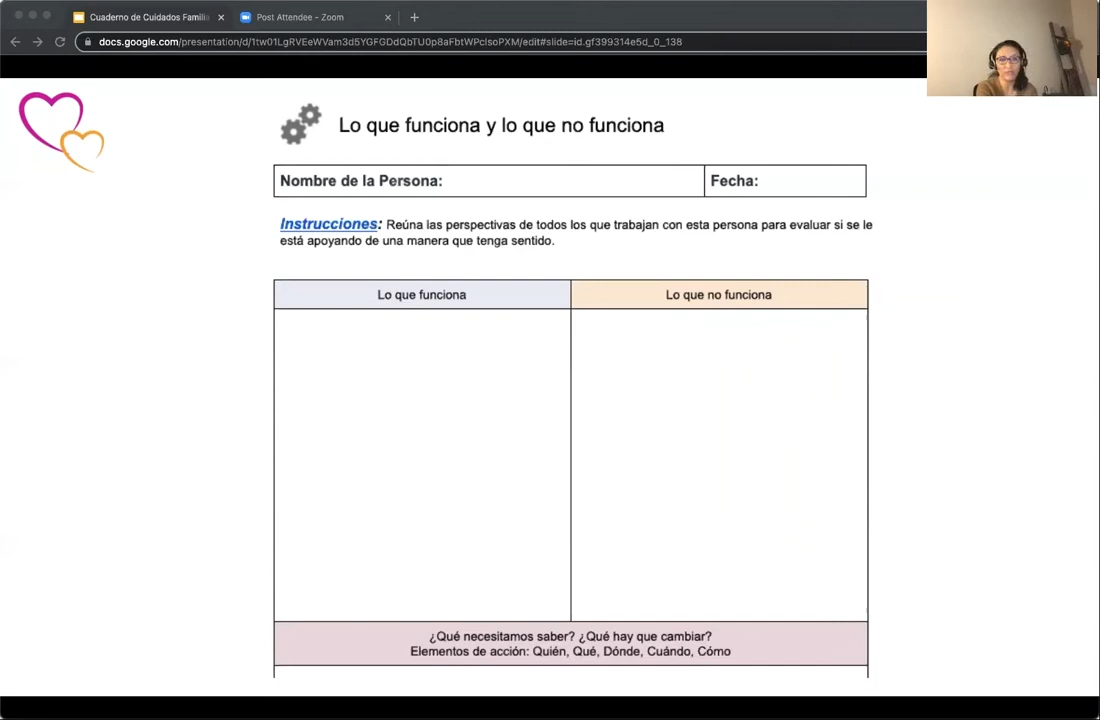 Cuaderno de Cuidados Famili
Post Attendee - Zoom
docs.google.com/presentation/d/1tw01LgRVEeWVam3d5YGFGDdQbTU0p8aFbtWPclsoPXM/edit#slide=id.gf399314e5d_0_138
Lo que funciona y lo que no funciona
Nombre de la Persona: Fecha:
Instrucciones: Reúna las perspectivas de todos los que trabajan con esta persona para evaluar si se le
está apoyando de una manera que tenga sentido.
Lo que funciona Lo que no funciona
¿Qué necesitamos saber? ¿Qué hay que cambiar?
Elementos de acción: Quién, Qué, Dónde, Cuándo, Cómo